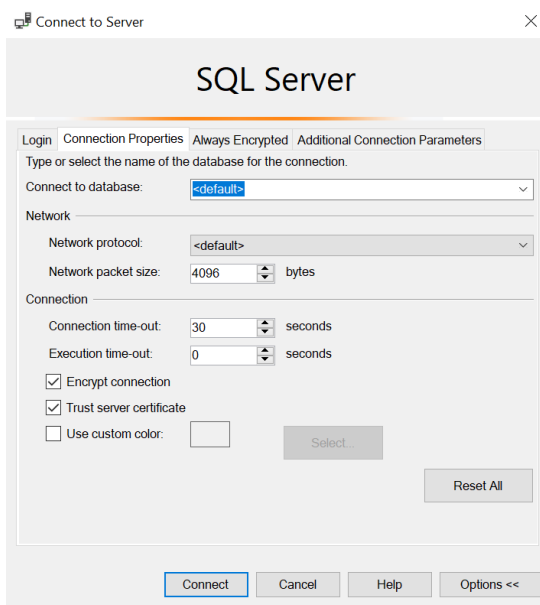 Connect to Server
SQL Server
Login Connection Properties Always Encrypted Additional Connection Parameters
Type or select the name of the database for the connection.
Connect to database: <default>
Network
Network protocol: <default>
Network packet size: 4096 bytes
Connection
Connection time-out: 30 seconds
Execution time-out: 0 seconds
Encrypt connection
Trust server certificate
Use custom color: Select...
Reset All
Connect Cancel Help Options <<